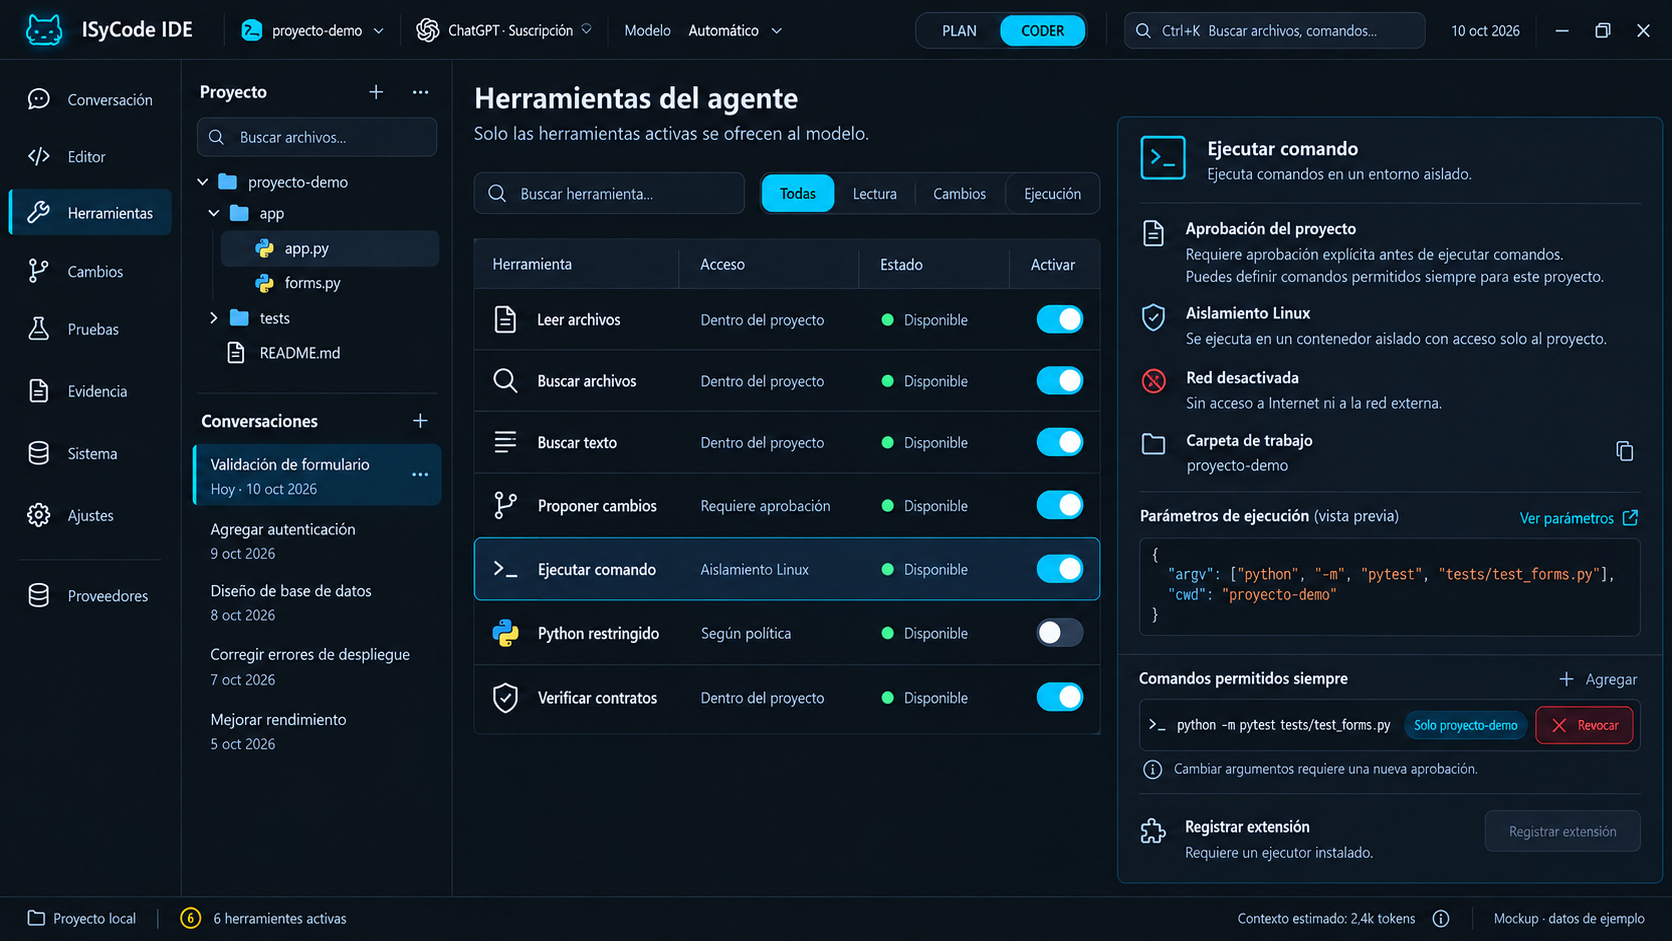 ISyCode IDE
proyecto-demo
ChatGPT · Suscripción
Modelo Automático
PLAN
CODER
Ctrl+K Buscar archivos, comandos...
10 oct 2026
Conversación
Editor
Herramientas
Cambios
Pruebas
Evidencia
Sistema
Ajustes
Proveedores
Proyecto
Buscar archivos...
proyecto-demo
app
app.py
forms.py
tests
README.md
Conversaciones
Validación de formulario
Hoy · 10 oct 2026
Agregar autenticación
9 oct 2026
Diseño de base de datos
8 oct 2026
Corregir errores de despliegue
7 oct 2026
Mejorar rendimiento
5 oct 2026
Herramientas del agente
Solo las herramientas activas se ofrecen al modelo.
Buscar herramienta...
Todas
Lectura
Cambios
Ejecución
Herramienta Acceso Estado Activar
Leer archivos Dentro del proyecto Disponible
Buscar archivos Dentro del proyecto Disponible
Buscar texto Dentro del proyecto Disponible
Proponer cambios Requiere aprobación Disponible
Ejecutar comando Aislamiento Linux Disponible
Python restringido Según política Disponible
Verificar contratos Dentro del proyecto Disponible
Ejecutar comando
Ejecuta comandos en un entorno aislado.
Aprobación del proyecto
Requiere aprobación explícita antes de ejecutar comandos.
Puedes definir comandos permitidos siempre para este proyecto.
Aislamiento Linux
Se ejecuta en un contenedor aislado con acceso solo al proyecto.
Red desactivada
Sin acceso a Internet ni a la red externa.
Carpeta de trabajo
proyecto-demo
Parámetros de ejecución (vista previa)
Ver parámetros
{
"argv": ["python", "-m", "pytest", "tests/test_forms.py"],
"cwd": "proyecto-demo"
}
Comandos permitidos siempre
+ Agregar
>_ python -m pytest tests/test_forms.py
Solo proyecto-demo
Revocar
Cambiar argumentos requiere una nueva aprobación.
Registrar extensión
Requiere un ejecutor instalado.
Registrar extensión
Proyecto local
6
6 herramientes activas
Contexto estimado: 2,4k tokens
Mockup · datos de ejemplo